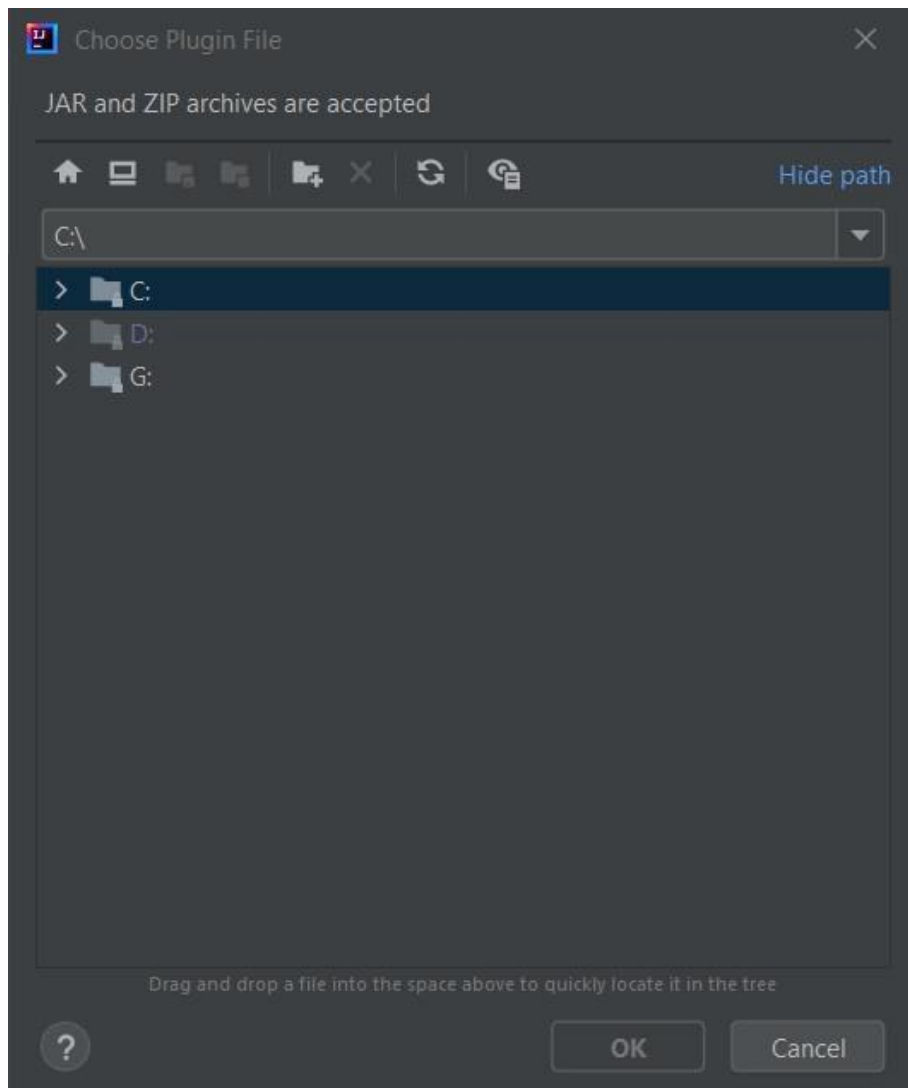 Choose Plugin File
JAR and ZIP archives are accepted
Hide path
C:\
C:
D:
G:
Drag and drop a file into the space above to quickly locate it in the tree
?
OK
Cancel